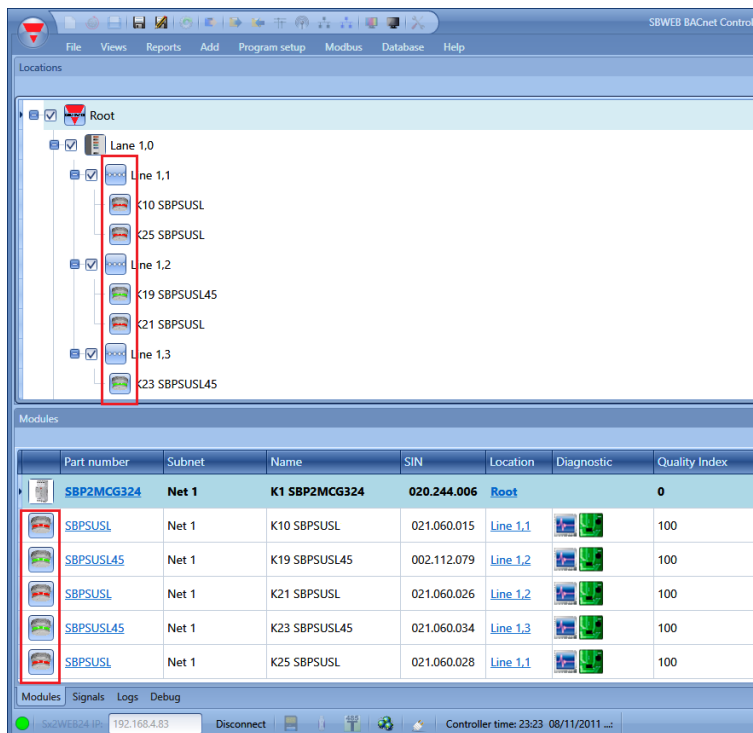 SBWEB BACnet Control
File Views Reports Add Program setup Modbus Database Help
Locations
Root
Lane 1,0
Line 1,1
K10 SBPSUSL
K25 SBPSUSL
Line 1,2
K19 SBPSUSL45
K21 SBPSUSL
Line 1,3
K23 SBPSUSL45
Modules
Part number Subnet Name SIN Location Diagnostic Quality Index
SBP2MCG324 Net 1 K1 SBP2MCG324 020.244.006 Root 0
SBPSUSL Net 1 K10 SBPSUSL 021.060.015 Line 1,1 100
SBPSUSL45 Net 1 K19 SBPSUSL45 002.112.079 Line 1,2 100
SBPSUSL Net 1 K21 SBPSUSL 021.060.026 Line 1,2 100
SBPSUSL45 Net 1 K23 SBPSUSL45 021.060.034 Line 1,3 100
SBPSUSL Net 1 K25 SBPSUSL 021.060.028 Line 1,1 100
Modules Signals Logs Debug
Sx2WEB24 IP: 192.168.4.83 Disconnect 485 Controller time: 23:23 08/11/2011 ...: